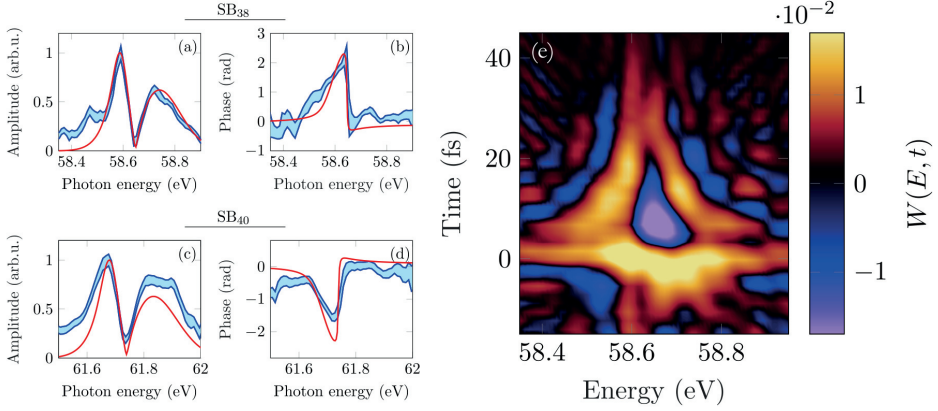 SB38
(a)
Amplitude (arb.u.)
1
0.5
0
58.4 58.6 58.8
Photon energy (eV)
(b)
Phase (rad)
3
2
1
0
−1
58.4 58.6 58.8
Photon energy (eV)
SB40
(c)
Amplitude (arb.u.)
1
0.5
0
61.6 61.8 62
Photon energy (eV)
(d)
Phase (rad)
0
−1
−2
61.6 61.8 62
Photon energy (eV)
(e)
Time (fs)
40
20
0
58.4 58.6 58.8
Energy (eV)
·10−2
1
0
−1
W(E, t)